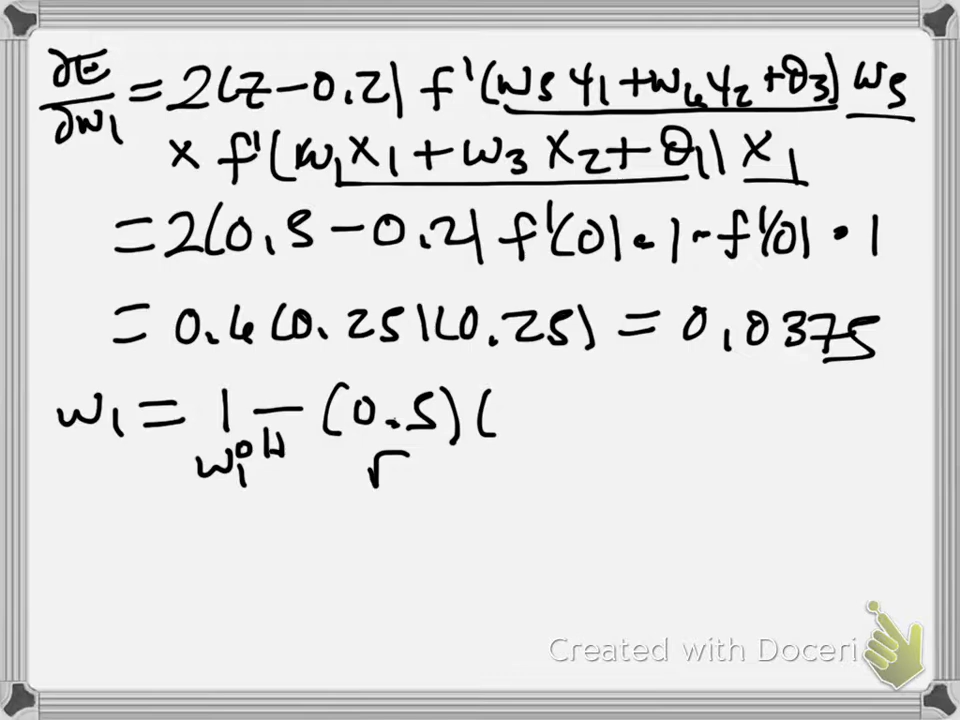 ∂E/∂w₁ = 2(z − 0.2) f'(w₅ y₁ + w₆ y₂ + θ₃) w₅
× f'(w₁ x₁ + w₃ x₂ + θ₁) x₁
= 2(0.5 − 0.2) f'(0) · 1 · f'(0) · 1
= 0.6 (0.25)(0.25) = 0.0375
w₁ = 1 − (0.5) (
w₁ᵒˡᵈ r
Created with Doceri